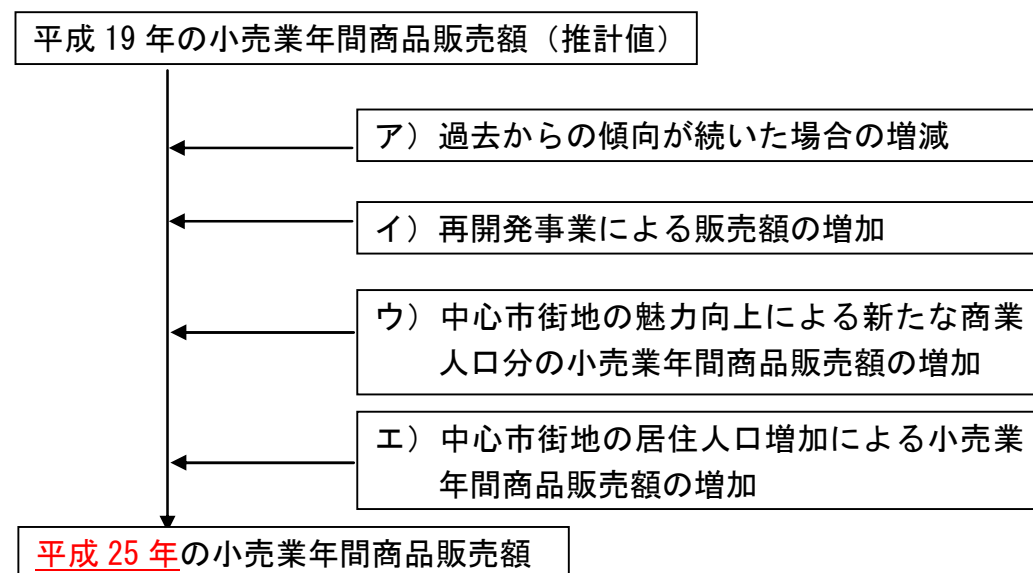 平成 19 年の小売業年間商品販売額（推計値）
ア）過去からの傾向が続いた場合の増減
イ）再開発事業による販売額の増加
ウ）中心市街地の魅力向上による新たな商業
人口分の小売業年間商品販売額の増加
エ）中心市街地の居住人口増加による小売業
年間商品販売額の増加
平成 25 年の小売業年間商品販売額